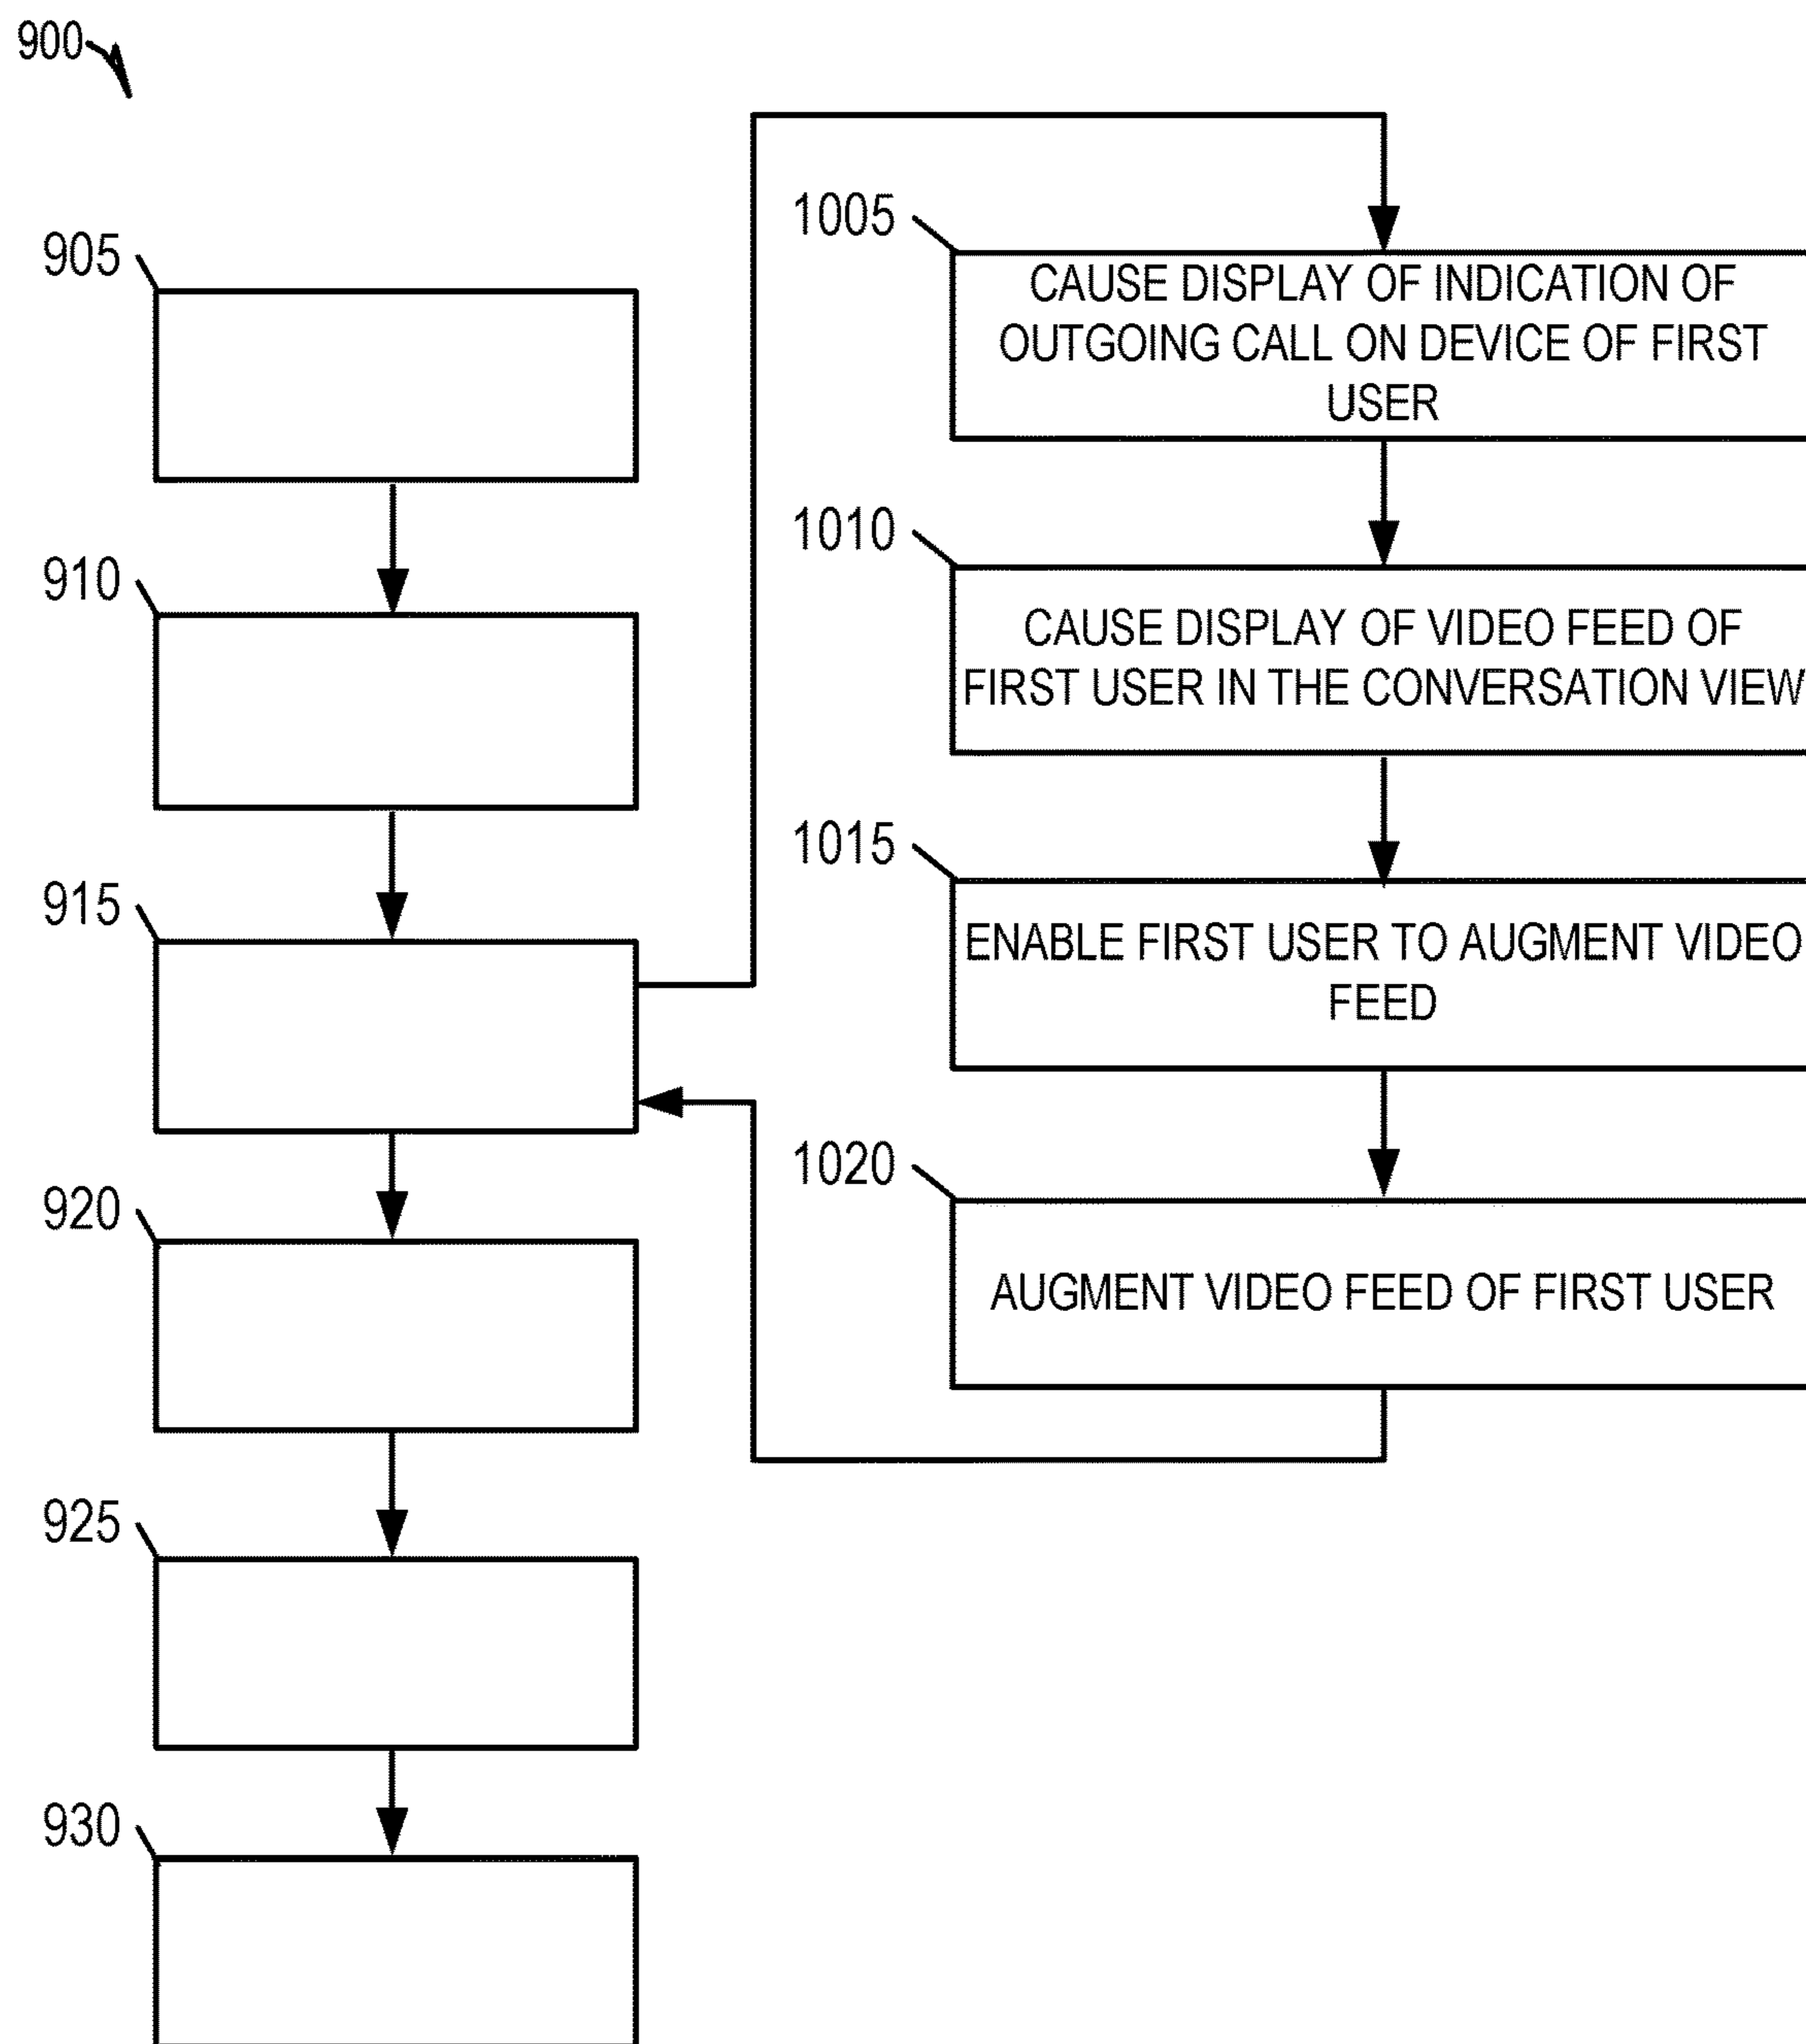 900
905
910
915
920
925
930
1005
CAUSE DISPLAY OF INDICATION OF
OUTGOING CALL ON DEVICE OF FIRST
USER
1010
CAUSE DISPLAY OF VIDEO FEED OF
FIRST USER IN THE CONVERSATION VIEW
1015
ENABLE FIRST USER TO AUGMENT VIDEO
FEED
1020
AUGMENT VIDEO FEED OF FIRST USER